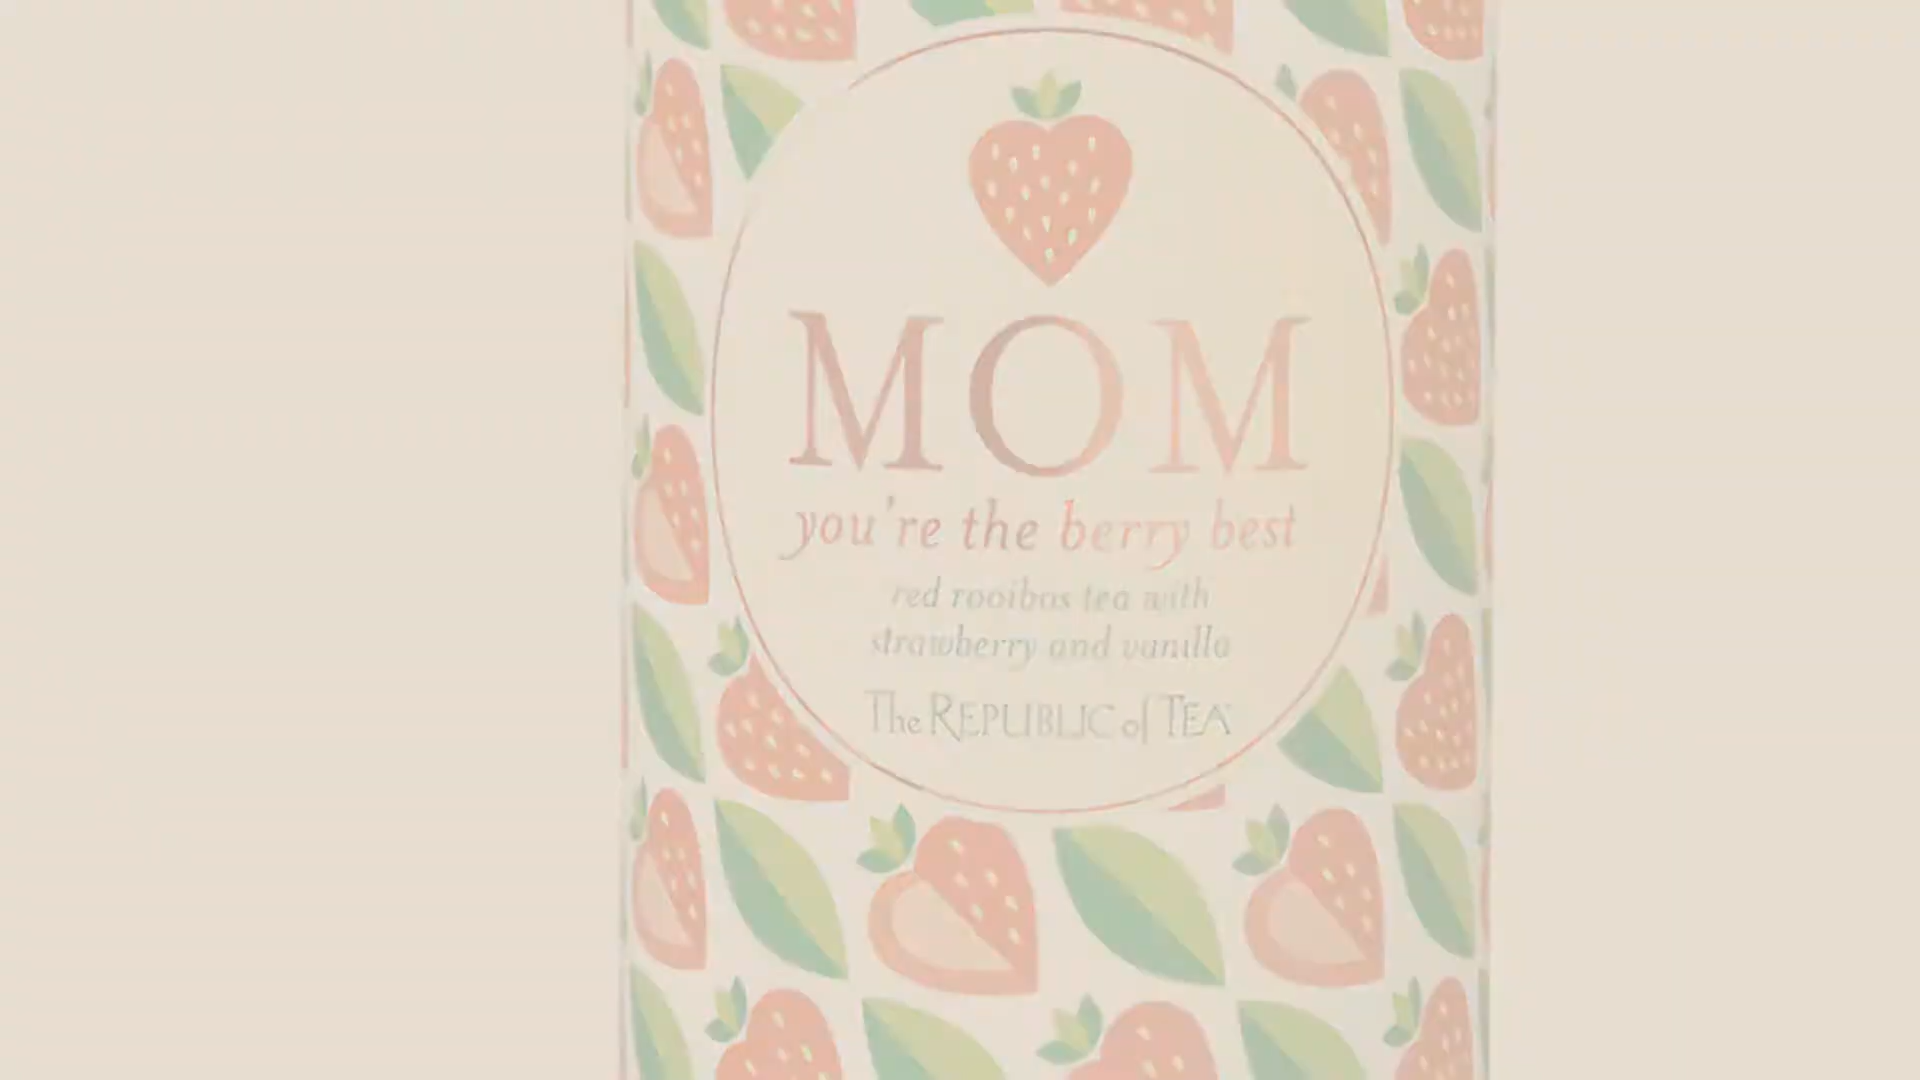 MOM
you're the berry best
red rooibos tea with
strawberry and vanilla
The REPUBLIC of TEA